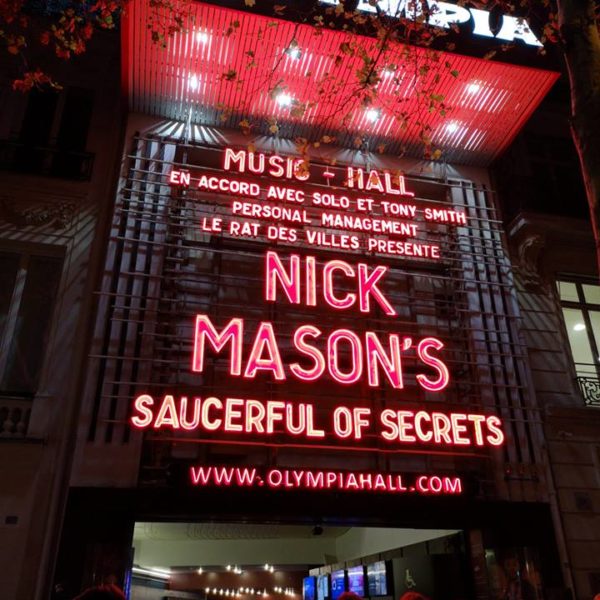 MUSIC - HALL
EN ACCORD AVEC SOLO ET TONY SMITH
PERSONAL MANAGEMENT
LE RAT DES VILLES PRESENTE
NICK
MASON'S
SAUCERFUL OF SECRETS
WWW.OLYMPIAHALL.COM